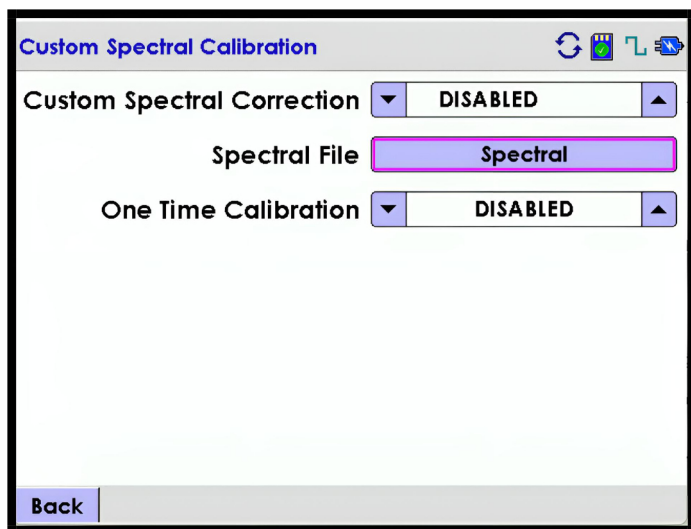 Custom Spectral Calibration
Custom Spectral Correction DISABLED
Spectral File Spectral
One Time Calibration DISABLED
Back